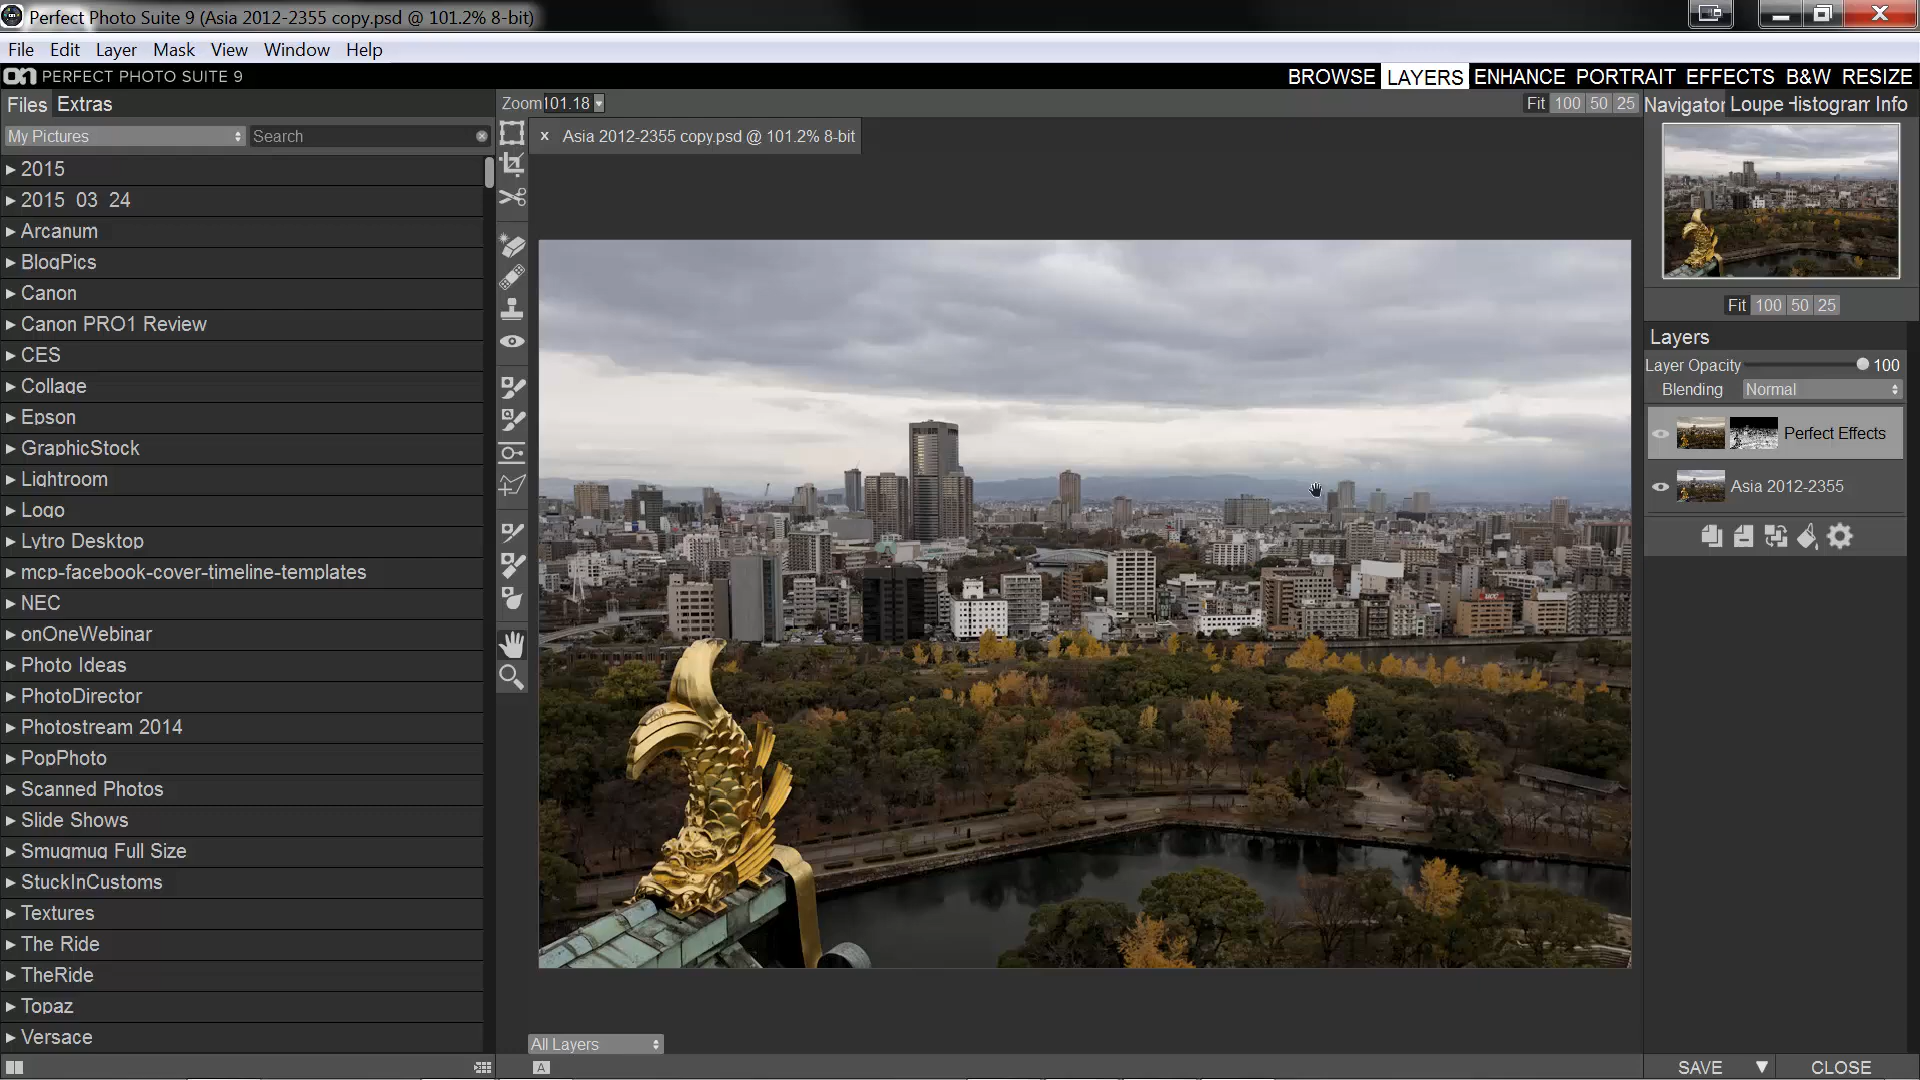 Perfect Photo Suite 9 (Asia 2012-2355 copy.psd @ 101.2% 8-bit)
File Edit Layer Mask View Window Help
on PERFECT PHOTO SUITE 9
BROWSE LAYERS ENHANCE PORTRAIT EFFECTS B&W RESIZE
Files Extras
Zoom 101.18
Fit 100 50 25
Navigator Loupe Histogram Info
My Pictures
Search
x Asia 2012-2355 copy.psd @ 101.2% 8-bit
2015
2015 03 24
Arcanum
BlogPics
Canon
Canon PRO1 Review
CES
Collage
Epson
GraphicStock
Lightroom
Logo
Lytro Desktop
mcp-facebook-cover-timeline-templates
NEC
onOneWebinar
Photo Ideas
PhotoDirector
Photostream 2014
PopPhoto
Scanned Photos
Slide Shows
Smugmug Full Size
StuckInCustoms
Textures
The Ride
TheRide
Topaz
Versace
Fit 100 50 25
Layers
Layer Opacity 100
Blending Normal
Perfect Effects
Asia 2012-2355
All Layers
A
SAVE
CLOSE